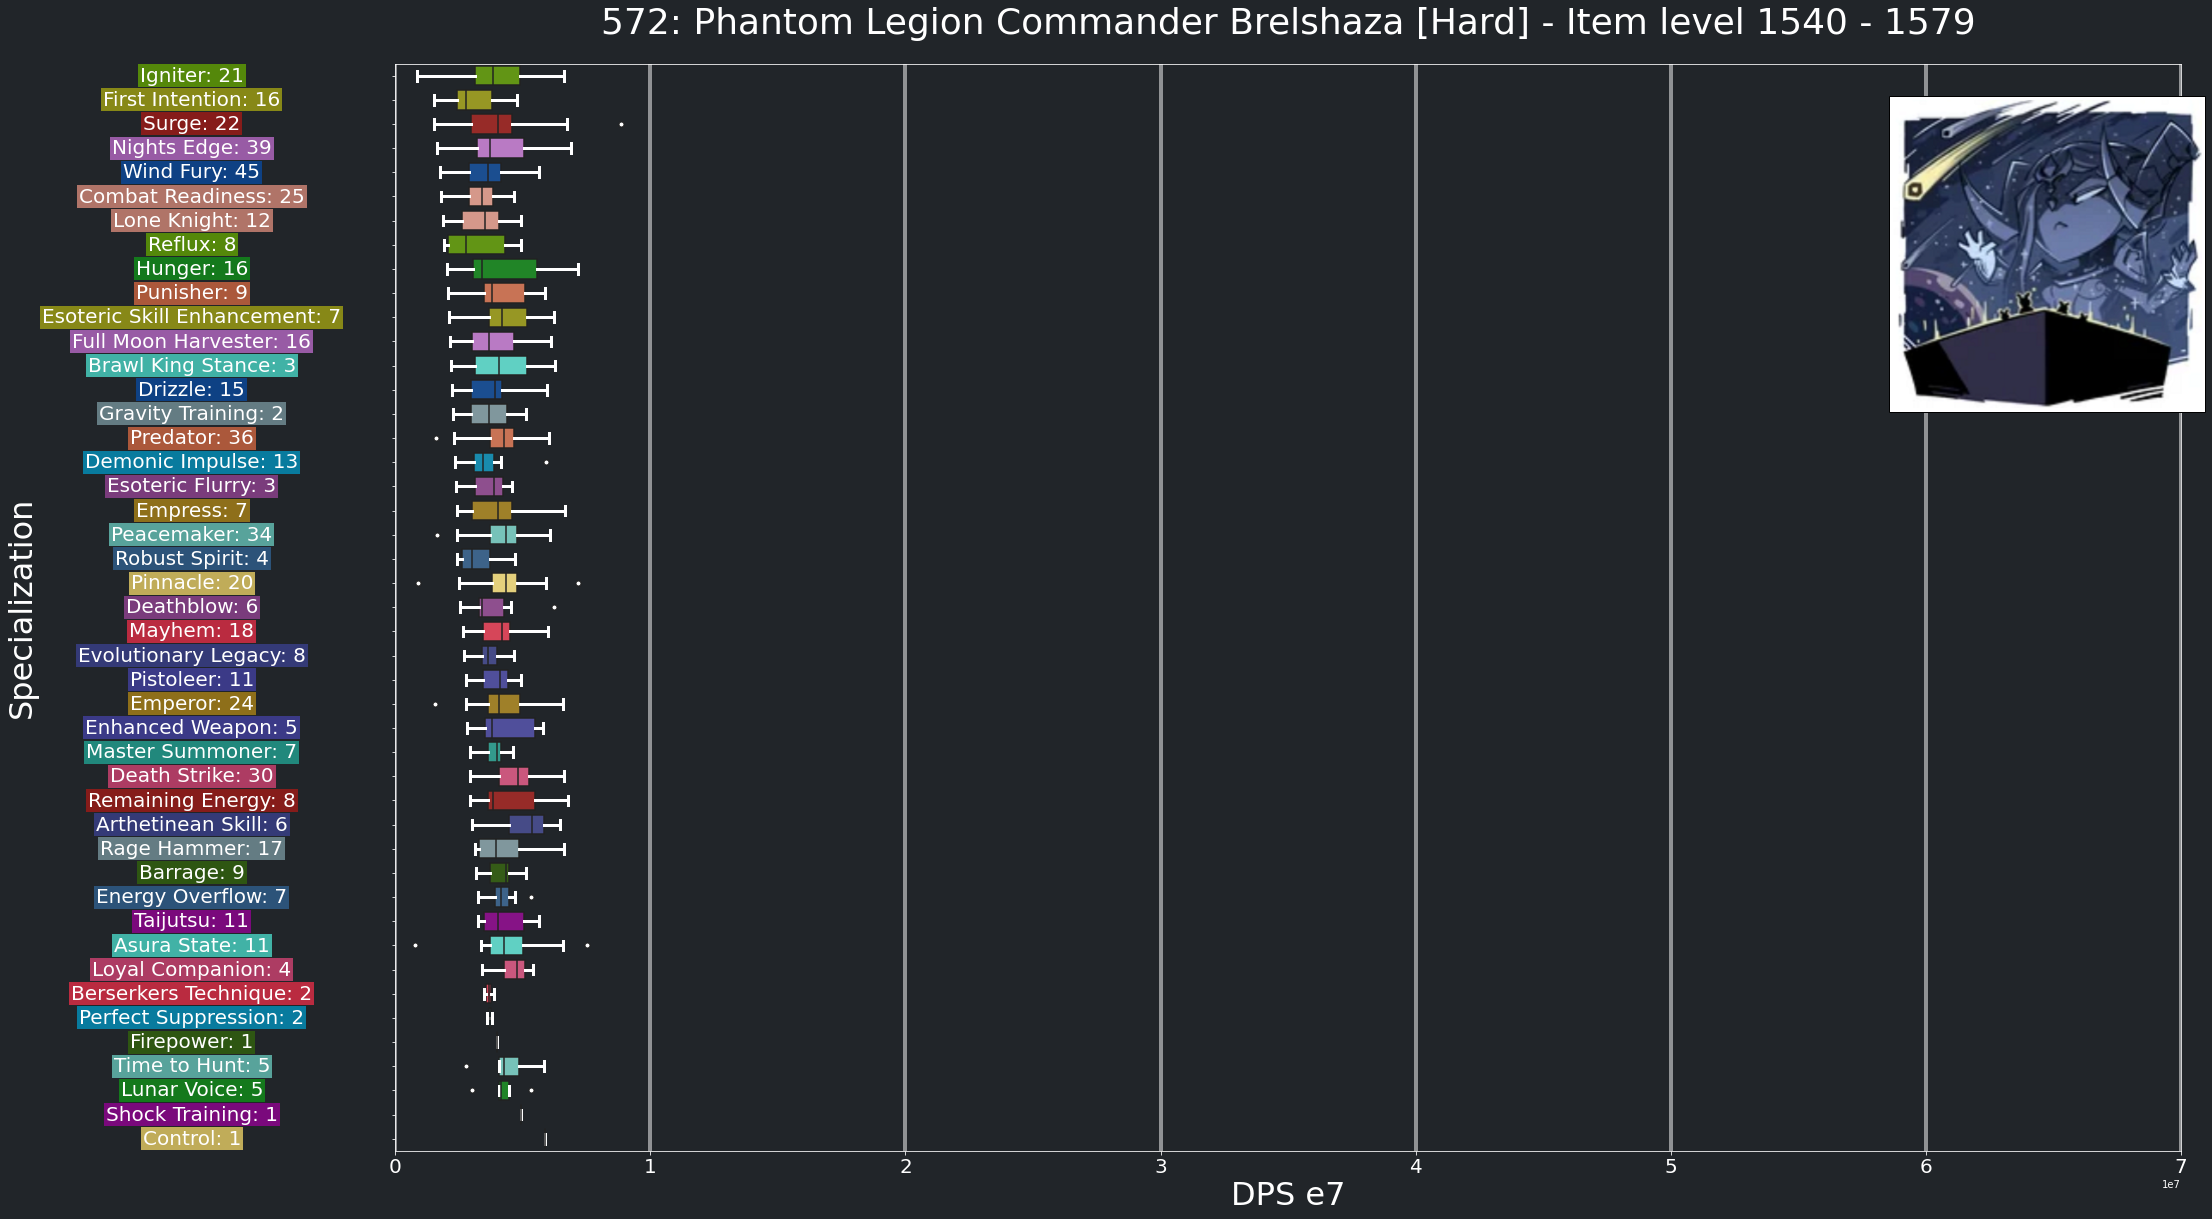 572: Phantom Legion Commander Brelshaza [Hard] - Item level 1540 - 1579
Igniter: 21
First Intention: 16
Surge: 22
Nights Edge: 39
Wind Fury: 45
Combat Readiness: 25
Lone Knight: 12
Reflux: 8
Hunger: 16
Punisher: 9
Esoteric Skill Enhancement: 7
Full Moon Harvester: 16
Brawl King Stance: 3
Drizzle: 15
Gravity Training: 2
Predator: 36
Demonic Impulse: 13
Esoteric Flurry: 3
Empress: 7
Peacemaker: 34
Robust Spirit: 4
Pinnacle: 20
Deathblow: 6
Mayhem: 18
Evolutionary Legacy: 8
Pistoleer: 11
Emperor: 24
Enhanced Weapon: 5
Master Summoner: 7
Death Strike: 30
Remaining Energy: 8
Arthetinean Skill: 6
Rage Hammer: 17
Barrage: 9
Energy Overflow: 7
Taijutsu: 11
Asura State: 11
Loyal Companion: 4
Berserkers Technique: 2
Perfect Suppression: 2
Firepower: 1
Time to Hunt: 5
Lunar Voice: 5
Shock Training: 1
Control: 1
Specialization
0 1 2 3 4 5 6 7
DPS e7
1e7